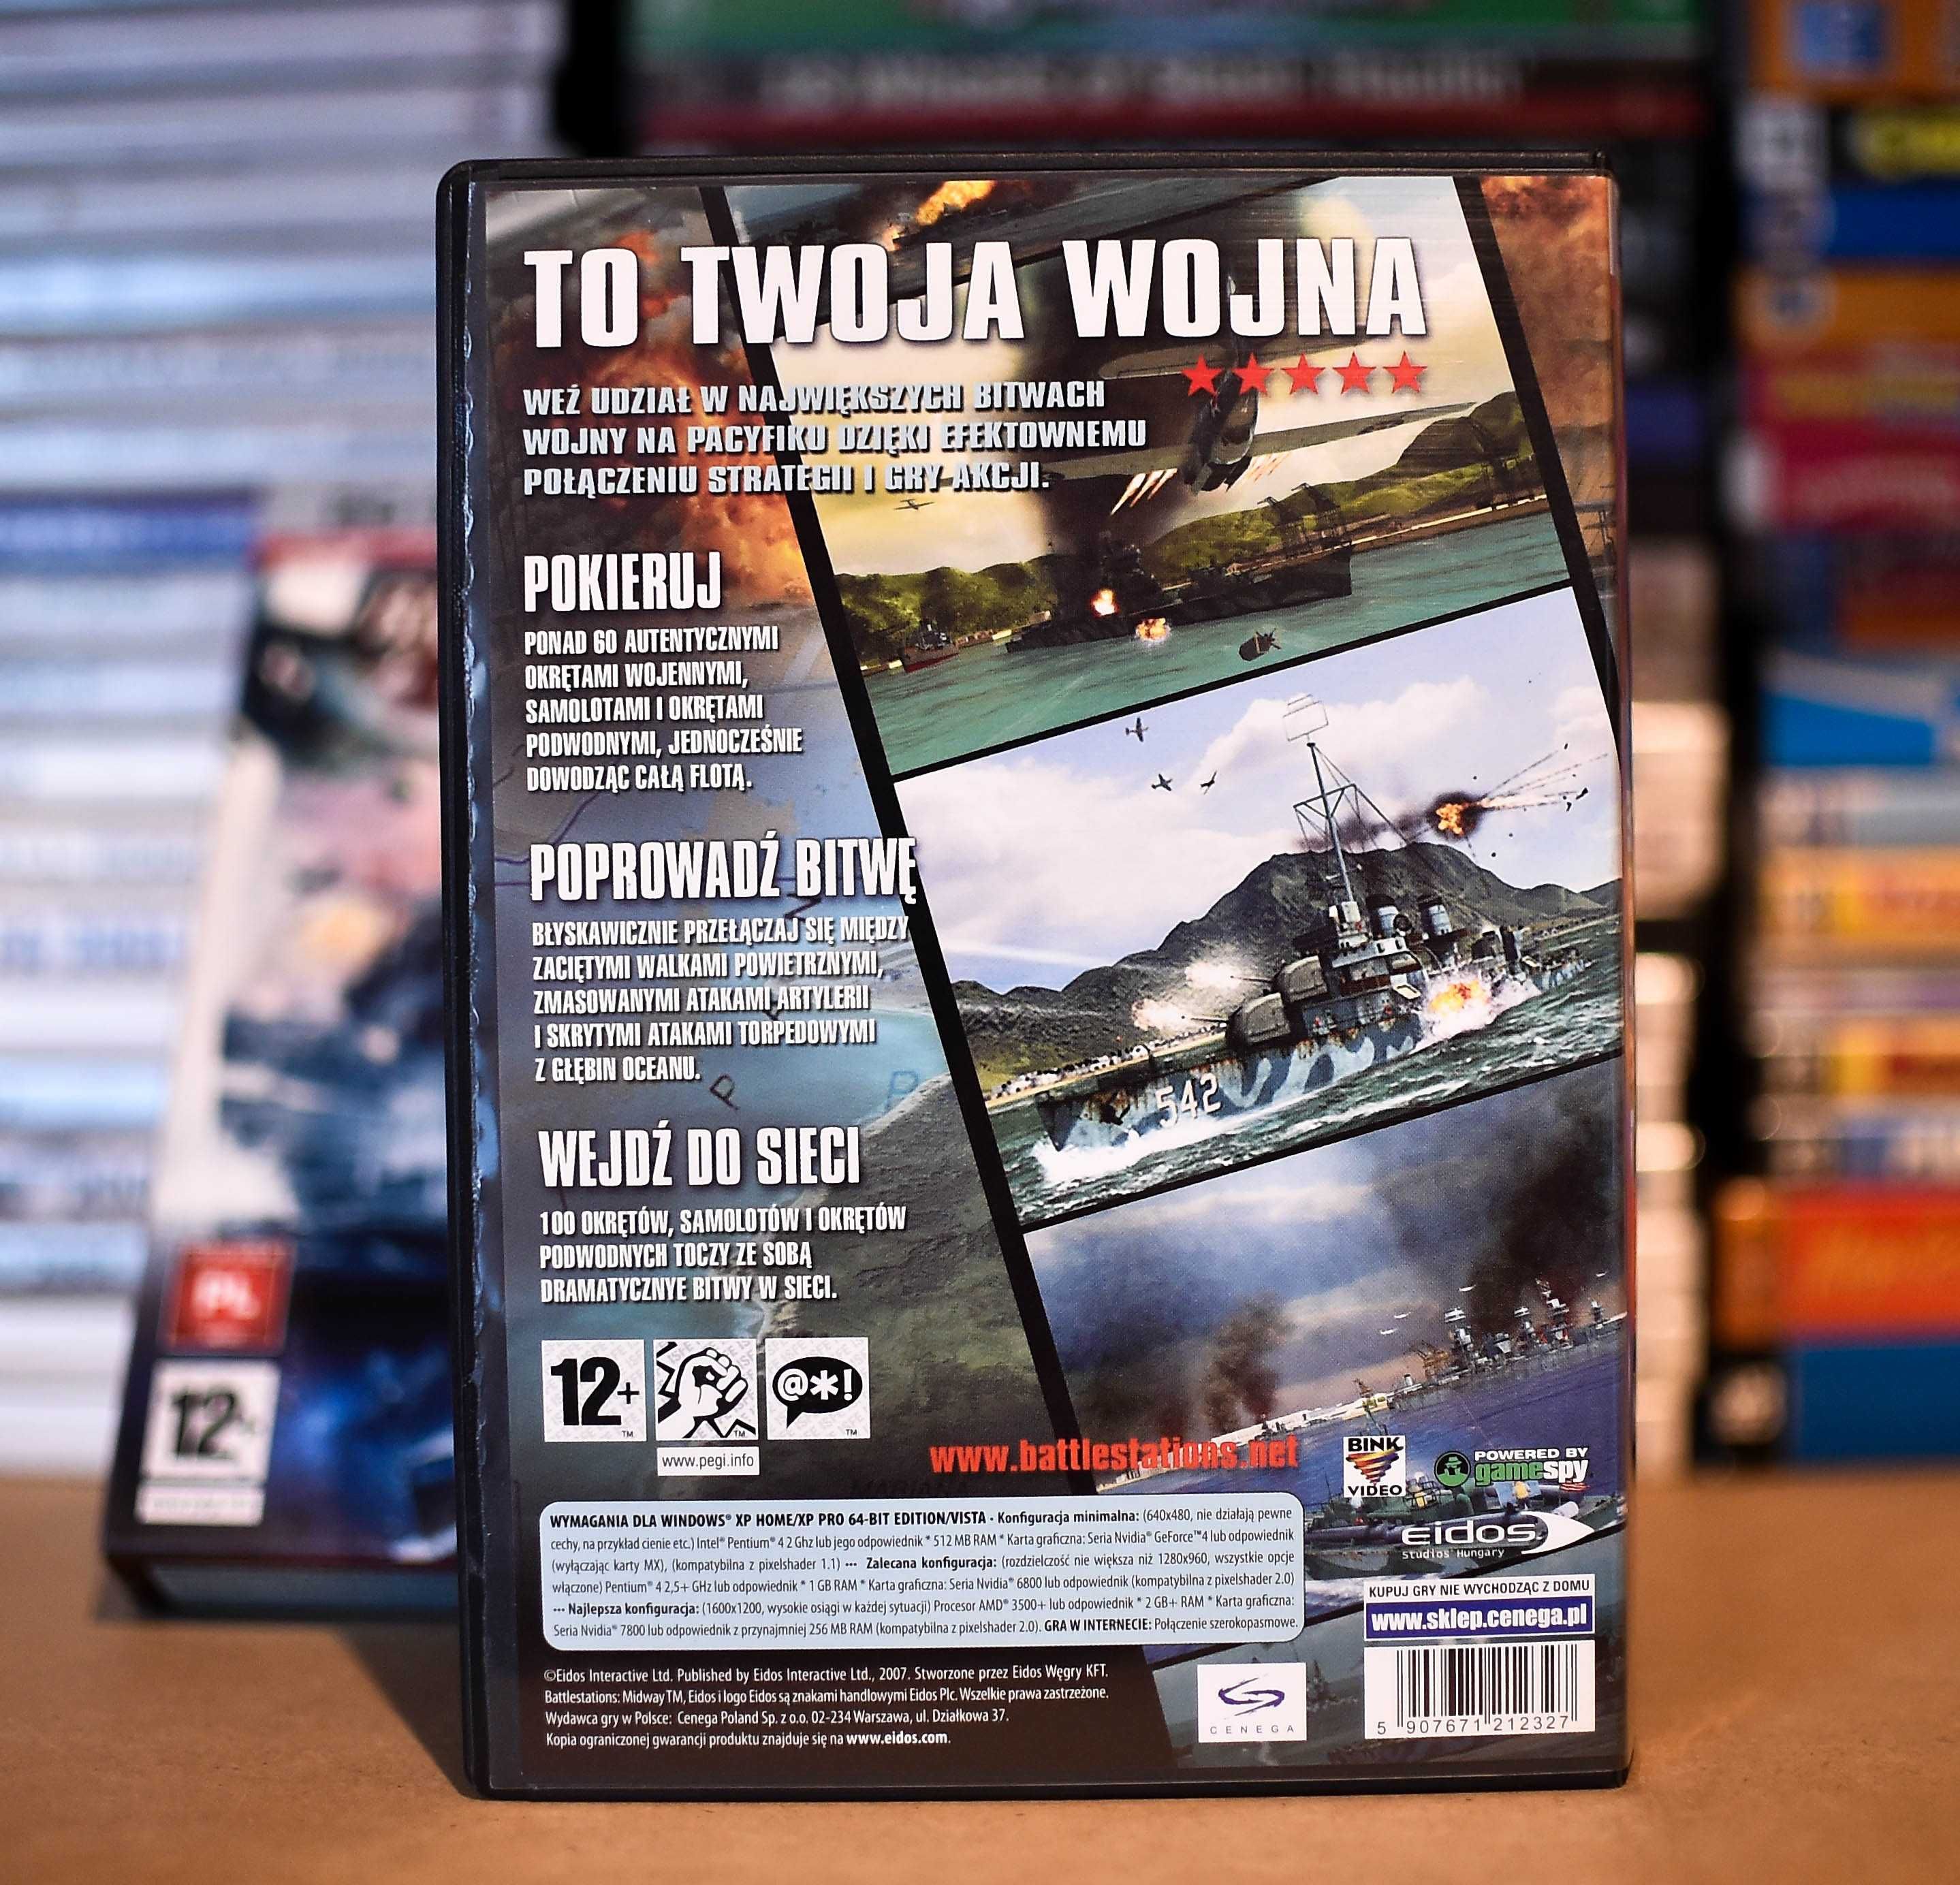 TO TWOJA WOJNA
WEŹ UDZIAŁ W NAJWIĘKSZYCH BITWACH
WOJNY NA PACYFIKU DZIĘKI EFEKTOWNEMU
POŁĄCZENIU STRATEGII I GRY AKCJI.
POKIERUJ
PONAD 60 AUTENTYCZNYMI
OKRĘTAMI WOJENNYMI,
SAMOLOTAMI I OKRĘTAMI
PODWODNYMI, JEDNOCZEŚNIE
DOWODZĄC CAŁĄ FLOTĄ.
POPROWADŹ BITWĘ
BŁYSKAWICZNIE PRZEŁĄCZAJ SIĘ MIĘDZY
ZACIĘTYMI WALKAMI POWIETRZNYMI,
ZMASOWANYMI ATAKAMI ARTYLERII
I SKRYTYMI ATAKAMI TORPEDOWYMI
Z GŁĘBIN OCEANU.
542
WEJDŹ DO SIECI
100 OKRĘTÓW, SAMOLOTÓW I OKRĘTÓW
PODWODNYCH TOCZY ZE SOBĄ
DRAMATYCZNYE BITWY W SIECI.
12+ ™ ™ @*! ™
www.pegi.info
www.battlestations.net
BINK
VIDEO
POWERED BY
gamespy
eidos
Studios Hungary
WYMAGANIA DLA WINDOWS® XP HOME/XP PRO 64-BIT EDITION/VISTA - Konfiguracja minimalna: (640x480, nie działają pewne
cechy, na przykład cienie etc.) Intel® Pentium® 4 2 Ghz lub jego odpowiednik * 512 MB RAM * Karta graficzna: Seria Nvidia® GeForce™4 lub odpowiednik
(wyłączając karty MX), (kompatybilna z pixelshader 1.1) --- Zalecana konfiguracja: (rozdzielczość nie większa niż 1280x960, wszystkie opcje
włączone) Pentium® 4 2,5+ GHz lub odpowiednik * 1 GB RAM * Karta graficzna: Seria Nvidia® 6800 lub odpowiednik (kompatybilna z pixelshader 2.0)
--- Najlepsza konfiguracja: (1600x1200, wysokie osiągi w każdej sytuacji) Procesor AMD® 3500+ lub odpowiednik * 2 GB+ RAM * Karta graficzna:
Seria Nvidia® 7800 lub odpowiednik z przynajmniej 256 MB RAM (kompatybilna z pixelshader 2.0). GRA W INTERNECIE: Połączenie szerokopasmowe.
KUPUJ GRY NIE WYCHODZĄC Z DOMU
www.sklep.cenega.pl
©Eidos Interactive Ltd. Published by Eidos Interactive Ltd., 2007. Stworzone przez Eidos Węgry KFT.
Battlestations: Midway TM, Eidos i logo Eidos są znakami handlowymi Eidos Plc. Wszelkie prawa zastrzeżone.
Wydawca gry w Polsce: Cenega Poland Sp. z o.o. 02-234 Warszawa, ul. Działkowa 37.
Kopia ograniczonej gwarancji produktu znajduje się na www.eidos.com.
CENEGA
5 907671 212327
PL
12+